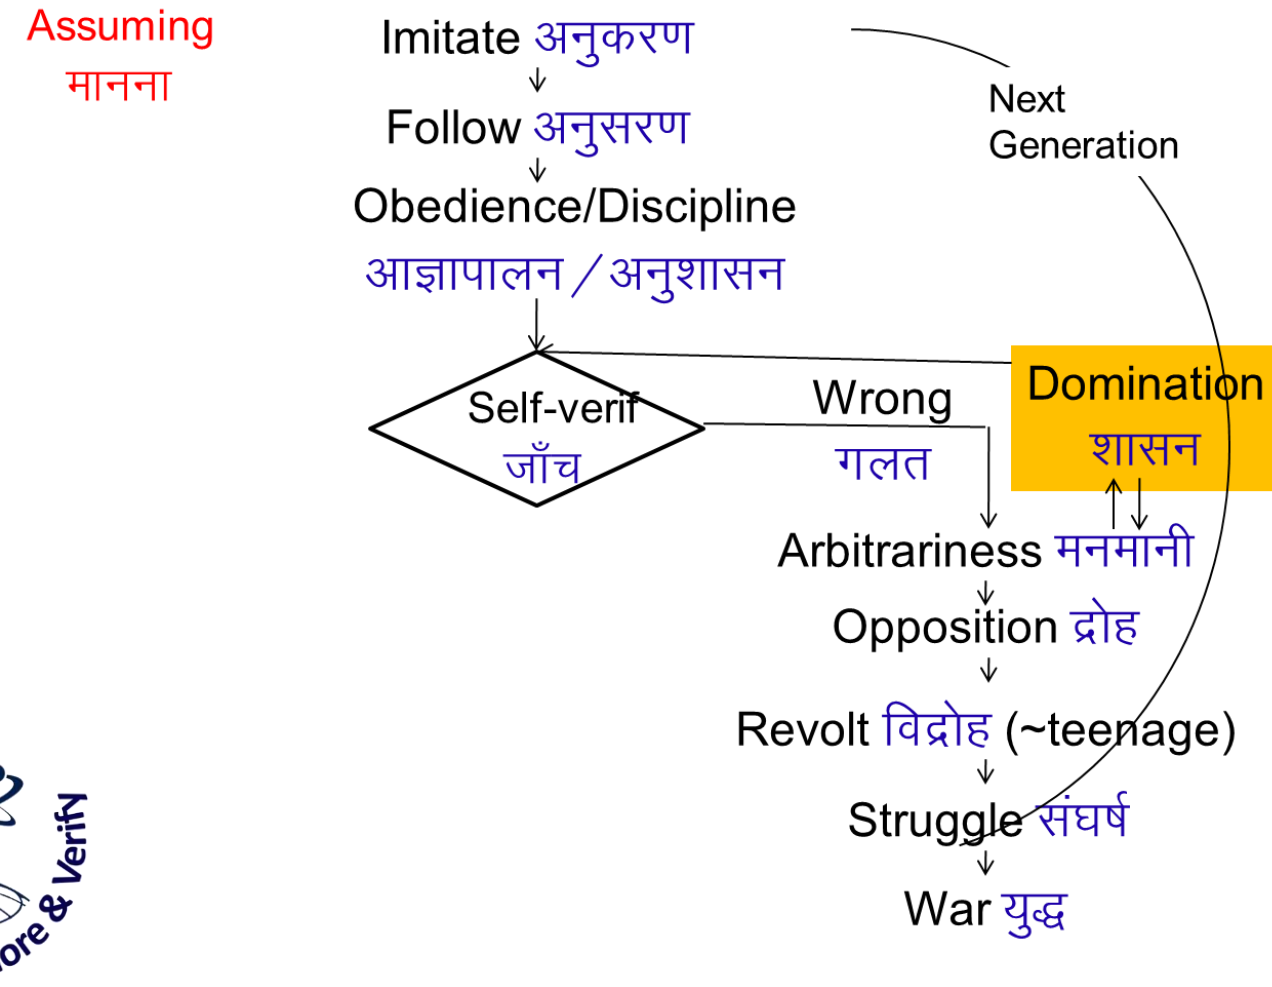 Assuming
मानना
Imitate अनुकरण
Follow अनुसरण
Obedience/Discipline
आज्ञापालन / अनुशासन
Next
Generation
Self-verif
जाँच
Wrong
गलत
Domination
शासन
Arbitrariness मनमानी
Opposition द्रोह
Revolt विद्रोह (~teenage)
Struggle संघर्ष
War युद्ध
ore & Verify